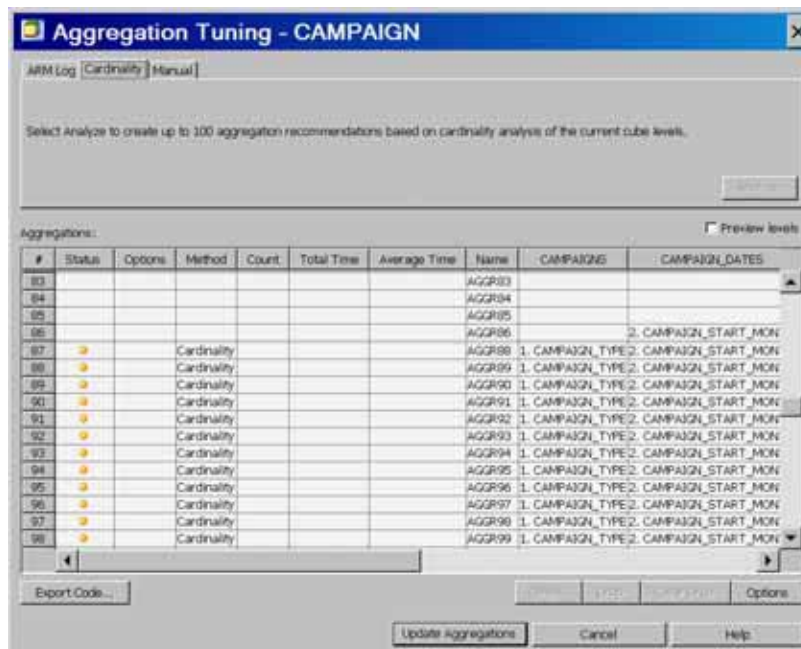 Aggregation Tuning - CAMPAIGN
ARM Log Cardinality Manual
Select Analyze to create up to 100 aggregation recommendations based on cardinality analysis of the current cube levels.
Aggregations:
Preview levels
# Status Options Method Count Total Time Average Time Name CAMPAIGNS CAMPAIGN_DATES
83 AGGR83
84 AGGR84
85 AGGR85
86 AGGR86 2. CAMPAIGN_START_MON
87 Cardinality AGGR88 1. CAMPAIGN_TYPE 2. CAMPAIGN_START_MON
88 Cardinality AGGR89 1. CAMPAIGN_TYPE 2. CAMPAIGN_START_MON
89 Cardinality AGGR90 1. CAMPAIGN_TYPE 2. CAMPAIGN_START_MON
90 Cardinality AGGR91 1. CAMPAIGN_TYPE 2. CAMPAIGN_START_MON
91 Cardinality AGGR92 1. CAMPAIGN_TYPE 2. CAMPAIGN_START_MON
92 Cardinality AGGR93 1. CAMPAIGN_TYPE 2. CAMPAIGN_START_MON
93 Cardinality AGGR94 1. CAMPAIGN_TYPE 2. CAMPAIGN_START_MON
94 Cardinality AGGR95 1. CAMPAIGN_TYPE 2. CAMPAIGN_START_MON
95 Cardinality AGGR96 1. CAMPAIGN_TYPE 2. CAMPAIGN_START_MON
96 Cardinality AGGR97 1. CAMPAIGN_TYPE 2. CAMPAIGN_START_MON
97 Cardinality AGGR98 1. CAMPAIGN_TYPE 2. CAMPAIGN_START_MON
98 Cardinality AGGR99 1. CAMPAIGN_TYPE 2. CAMPAIGN_START_MON
Export Code... Options
Update Aggregations Cancel Help